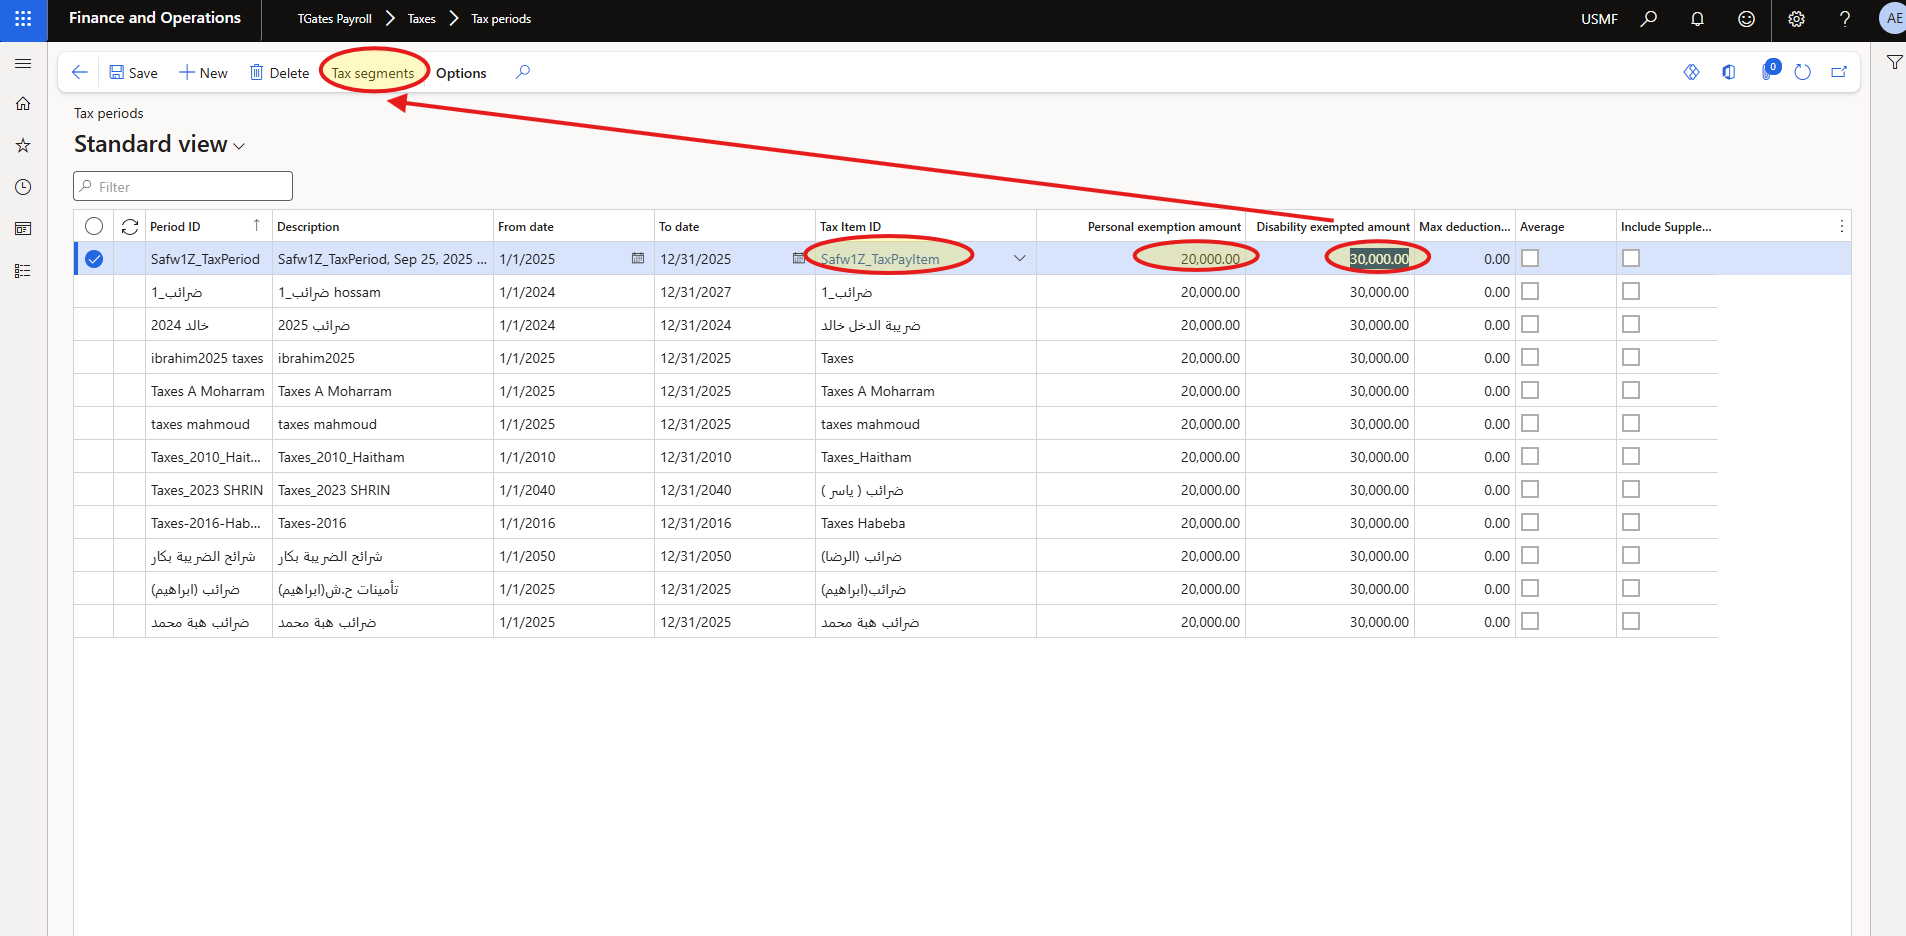 Finance and Operations TGates Payroll Taxes Tax periods USMF ? AE
Save New Delete Tax segments Options 0
Tax periods
Standard view
Filter
Period ID ↑ Description From date To date Tax Item ID Personal exemption amount Disability exempted amount Max deduction... Average Include Supple...
Safw1Z_TaxPeriod Safw1Z_TaxPeriod, Sep 25, 2025 ... 1/1/2025 12/31/2025 Safw1Z_TaxPayItem 20,000.00 30,000.00 0.00
ضرائب_1 ضرائب_1 hossam 1/1/2024 12/31/2027 ضرائب_1 20,000.00 30,000.00 0.00
خالد 2024 ضرائب 2025 1/1/2024 12/31/2024 ضريبة الدخل خالد 20,000.00 30,000.00 0.00
ibrahim2025 taxes ibrahim2025 1/1/2025 12/31/2025 Taxes 20,000.00 30,000.00 0.00
Taxes A Moharram Taxes A Moharram 1/1/2025 12/31/2025 Taxes A Moharram 20,000.00 30,000.00 0.00
taxes mahmoud taxes mahmoud 1/1/2025 12/31/2025 taxes mahmoud 20,000.00 30,000.00 0.00
Taxes_2010_Hait... Taxes_2010_Haitham 1/1/2010 12/31/2010 Taxes_Haitham 20,000.00 30,000.00 0.00
Taxes_2023 SHRIN Taxes_2023 SHRIN 1/1/2040 12/31/2040 ضرائب ( ياسر ) 20,000.00 30,000.00 0.00
Taxes-2016-Hab... Taxes-2016 1/1/2016 12/31/2016 Taxes Habeba 20,000.00 30,000.00 0.00
شرائح الضريبة بكار شرائح الضريبة بكار 1/1/2050 12/31/2050 ضرائب (الرضا) 20,000.00 30,000.00 0.00
ضرائب (ابراهيم) تأمينات ح.ش(ابراهيم) 1/1/2025 12/31/2025 ضرائب(ابراهيم) 20,000.00 30,000.00 0.00
ضرائب هبة محمد ضرائب هبة محمد 1/1/2025 12/31/2025 ضرائب هبة محمد 20,000.00 30,000.00 0.00